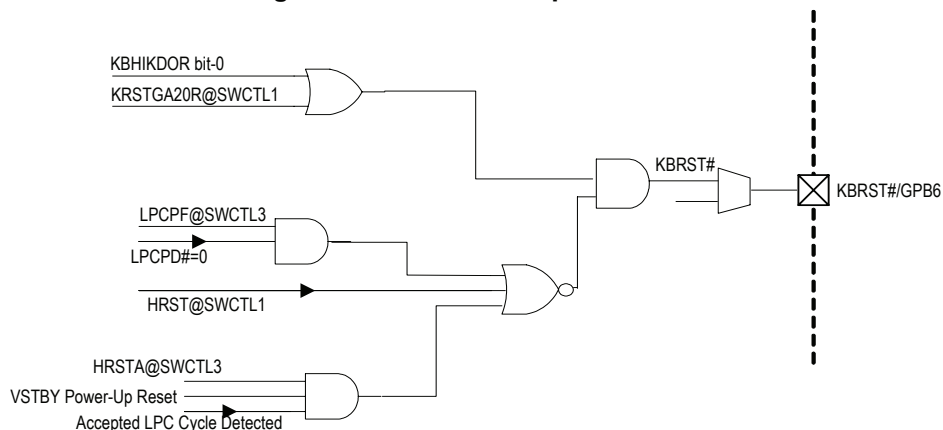 KBHIKDOR bit-0
KRSTGA20R@SWCTL1
KBRST#
KBRST#/GPB6
LPCPF@SWCTL3
LPCPD#=0
HRST@SWCTL1
HRSTA@SWCTL3
VSTBY Power-Up Reset
Accepted LPC Cycle Detected